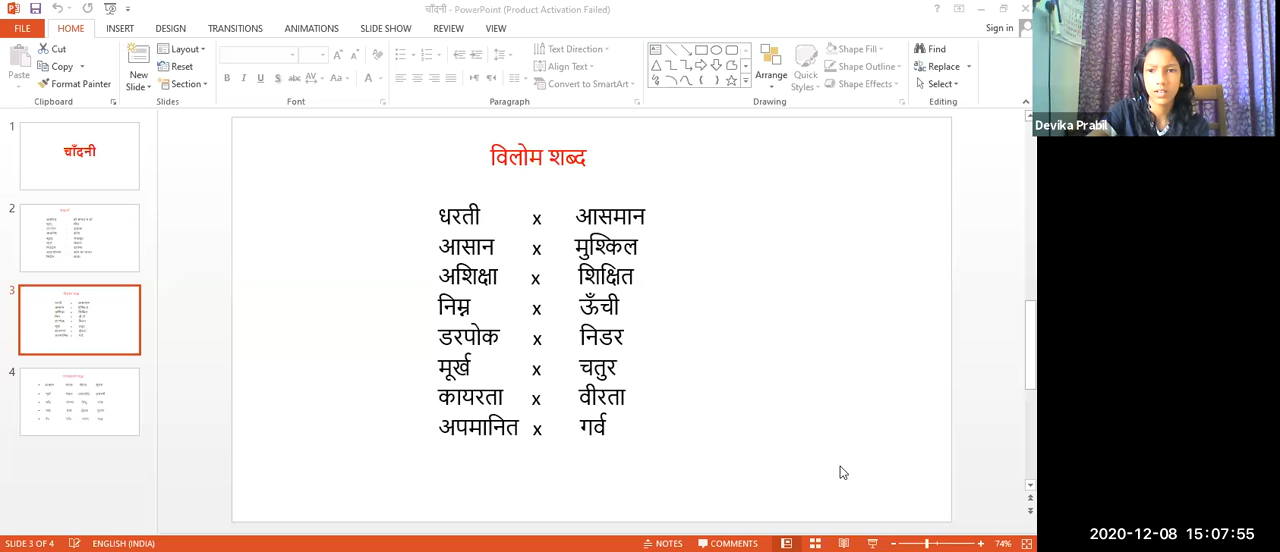 चाँदनी - PowerPoint (Product Activation Failed)
FILE HOME INSERT DESIGN TRANSITIONS ANIMATIONS SLIDE SHOW REVIEW VIEW Sign in
Paste
Cut
Copy
Format Painter
Clipboard
New Slide
Layout
Reset
Section
Slides
Font
Text Direction
Align Text
Convert to SmartArt
Paragraph
Arrange
Quick Styles
Shape Fill
Shape Outline
Shape Effects
Drawing
Find
Replace
Select
Editing
Devika Prabil
1
चाँदनी
2
3
4
विलोम शब्द
धरती x आसमान
आसान x मुश्किल
अशिक्षा x शिक्षित
निम्न x ऊँची
डरपोक x निडर
मूर्ख x चतुर
कायरता x वीरता
अपमानित x गर्व
SLIDE 3 OF 4 ENGLISH (INDIA) NOTES COMMENTS 74%
2020-12-08 15:07:55